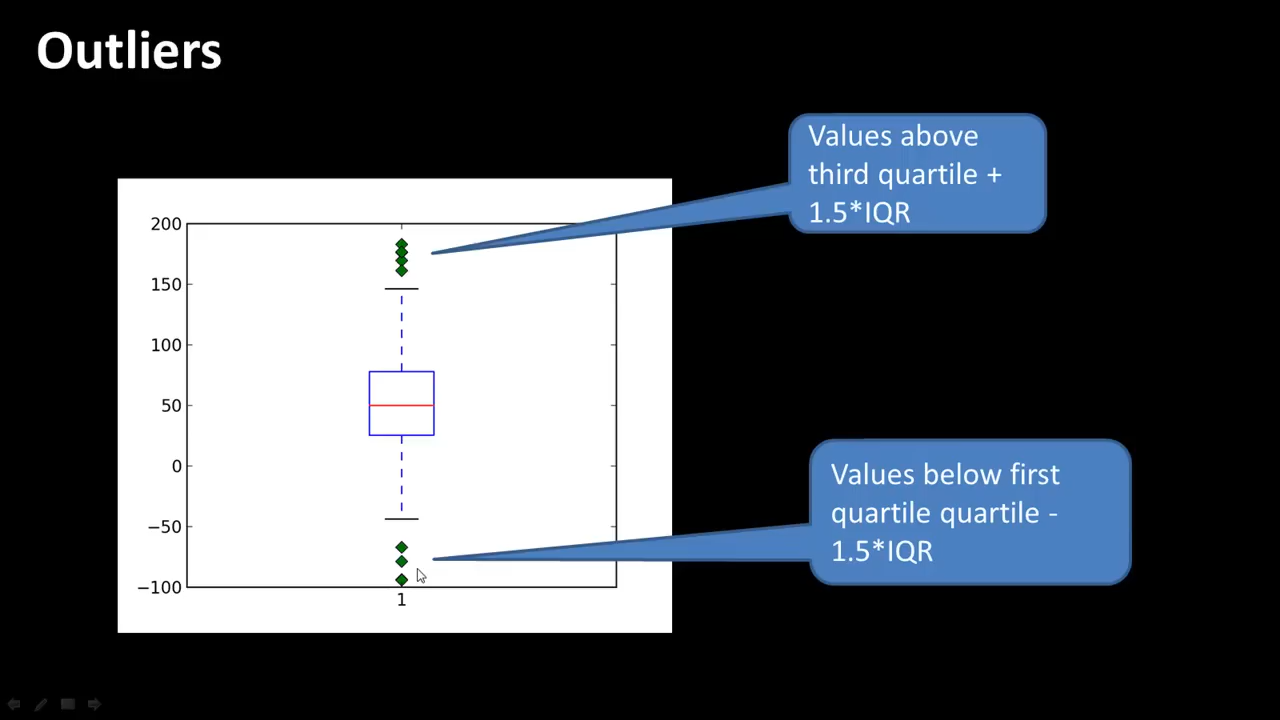 Outliers
Values above
third quartile +
1.5*IQR
200
150
100
50
0
−50
−100
1
Values below first
quartile quartile -
1.5*IQR